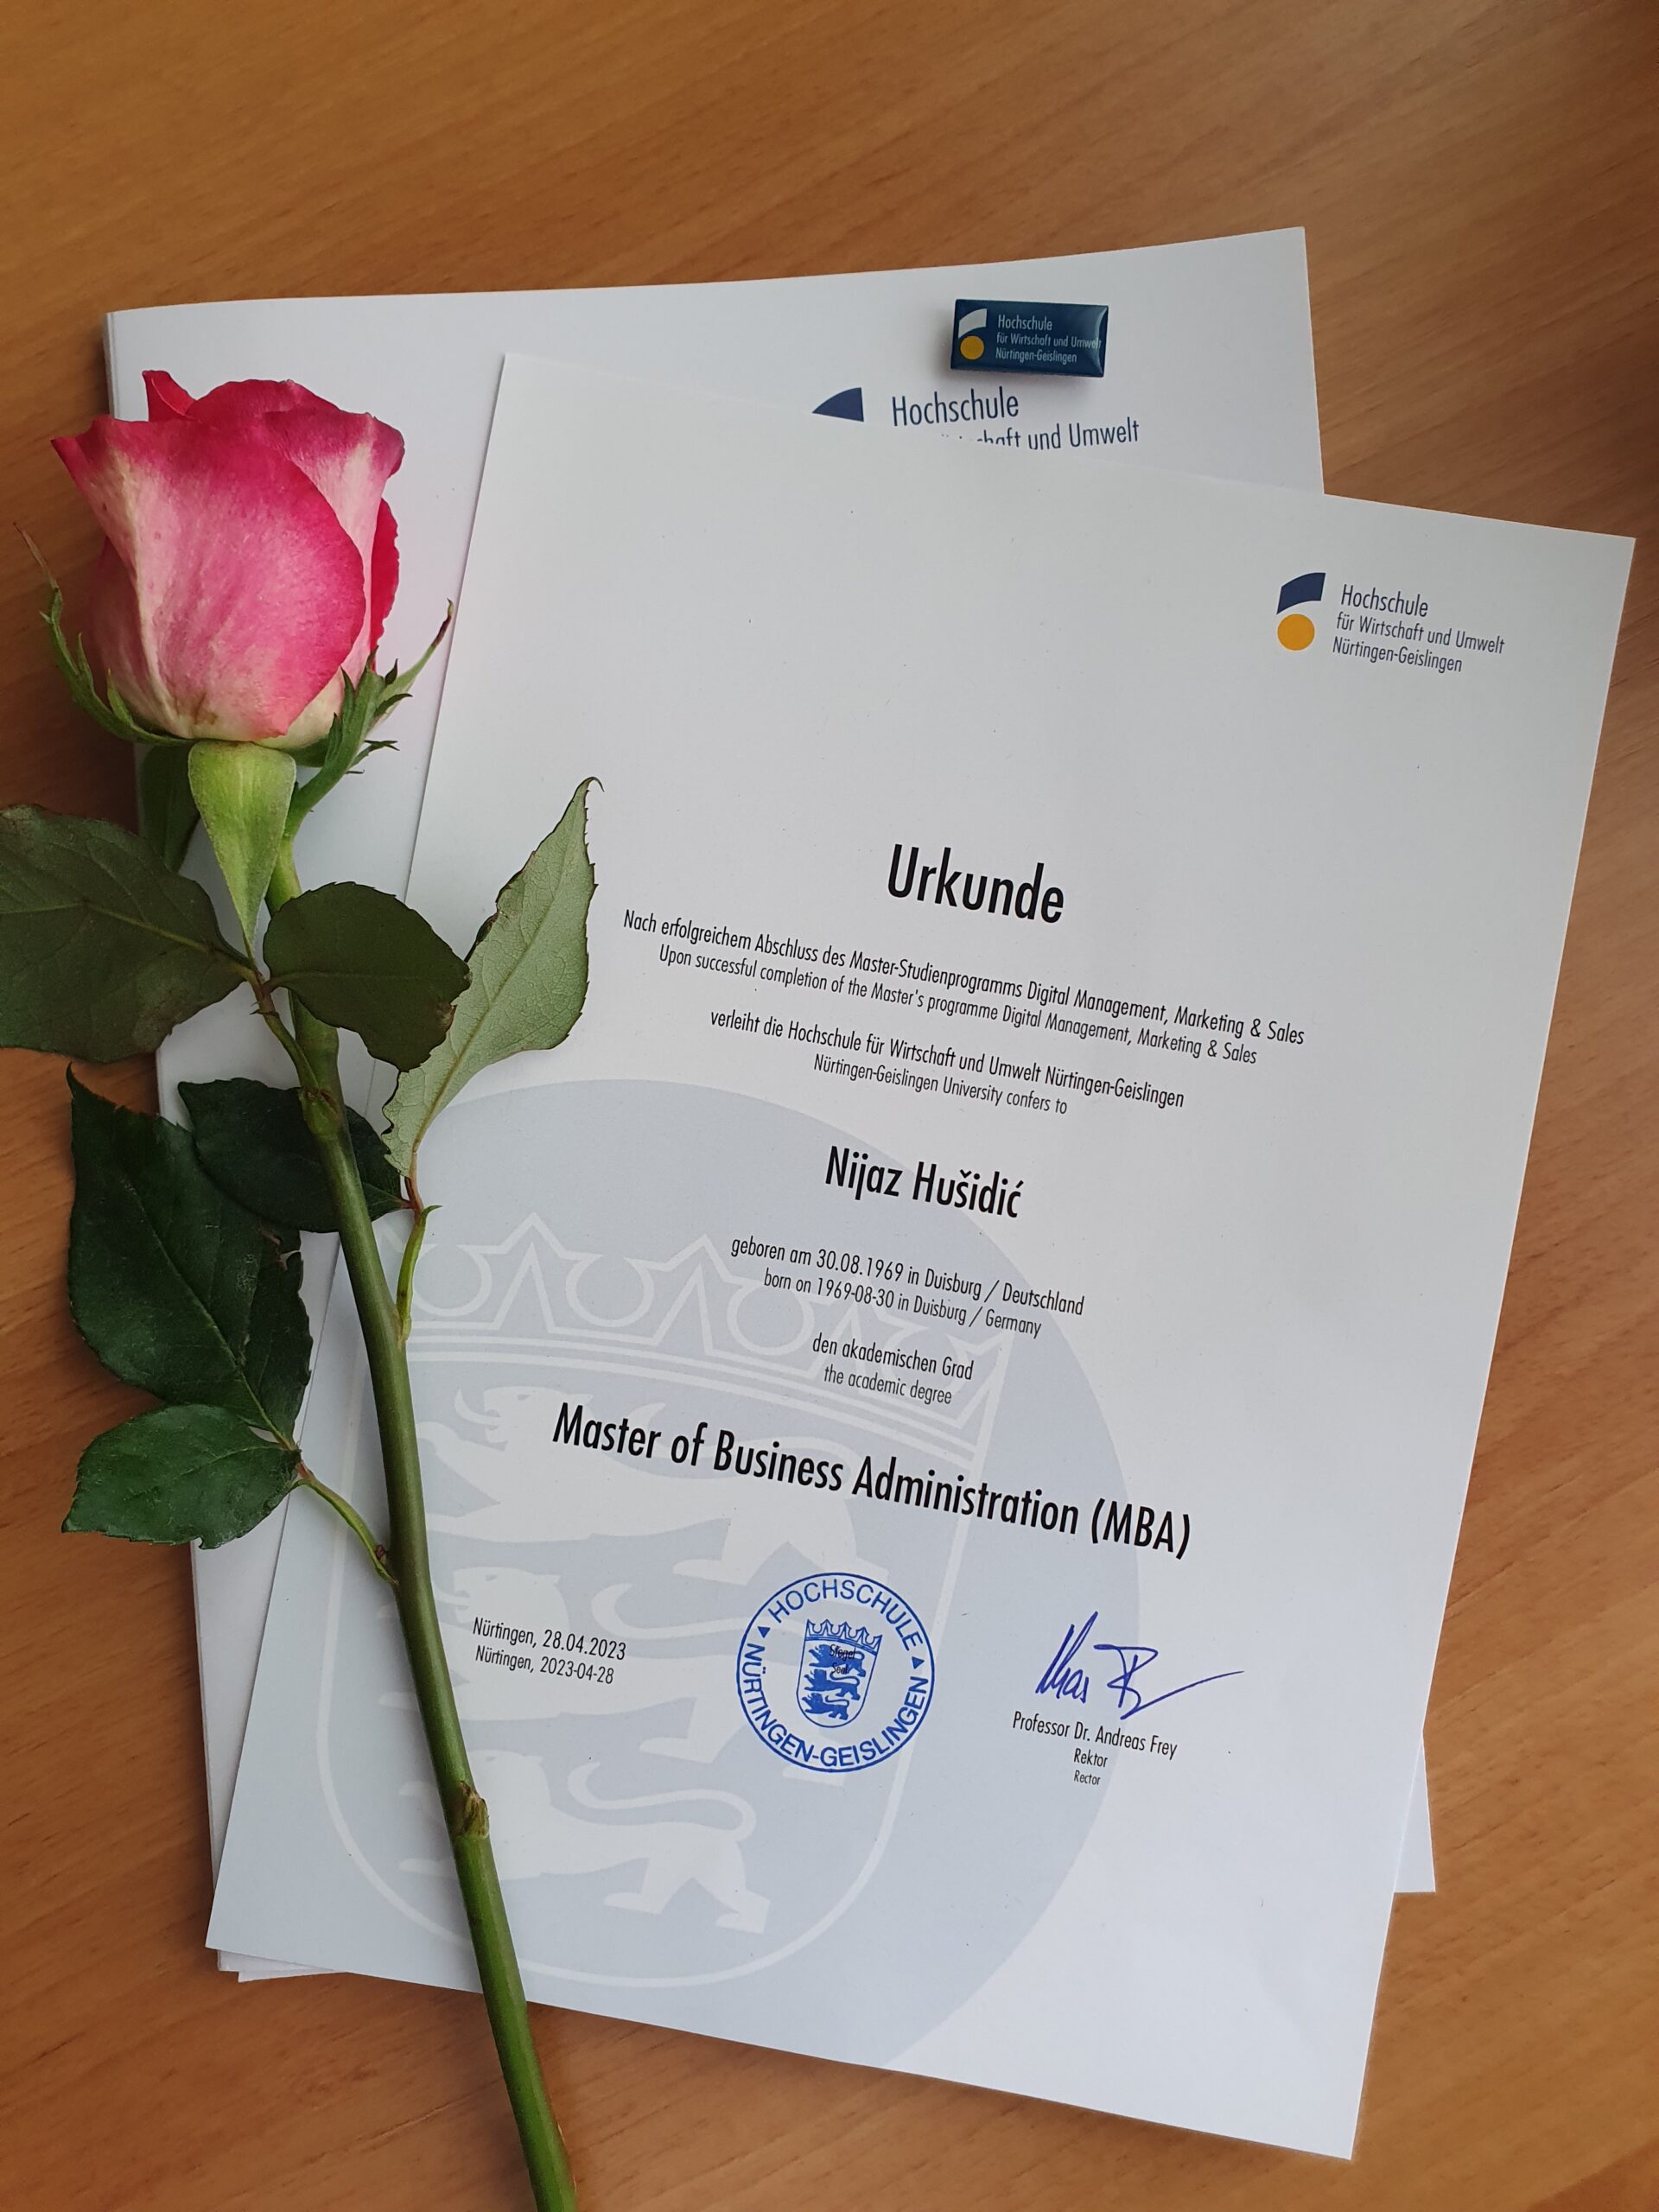 Hochschule
für Wirtschaft und Umwelt
Nürtingen-Geislingen
Hochschule
und Umwelt
Hochschule
für Wirtschaft und Umwelt
Nürtingen-Geislingen
Urkunde
Nach erfolgreichem Abschluss des Master-Studienprogramms Digital Management, Marketing & Sales
Upon successful completion of the Master's programme Digital Management, Marketing & Sales
verleiht die Hochschule für Wirtschaft und Umwelt Nürtingen-Geislingen
Nürtingen-Geislingen University confers to
Nijaz Hušidić
geboren am 30.08.1969 in Duisburg / Deutschland
born on 1969-08-30 in Duisburg / Germany
den akademischen Grad
the academic degree
Master of Business Administration (MBA)
Nürtingen, 28.04.2023
Nürtingen, 2023-04-28
HOCHSCHULE
NÜRTINGEN-GEISLINGEN
Siegel
Seal
Professor Dr. Andreas Frey
Rektor
Rector